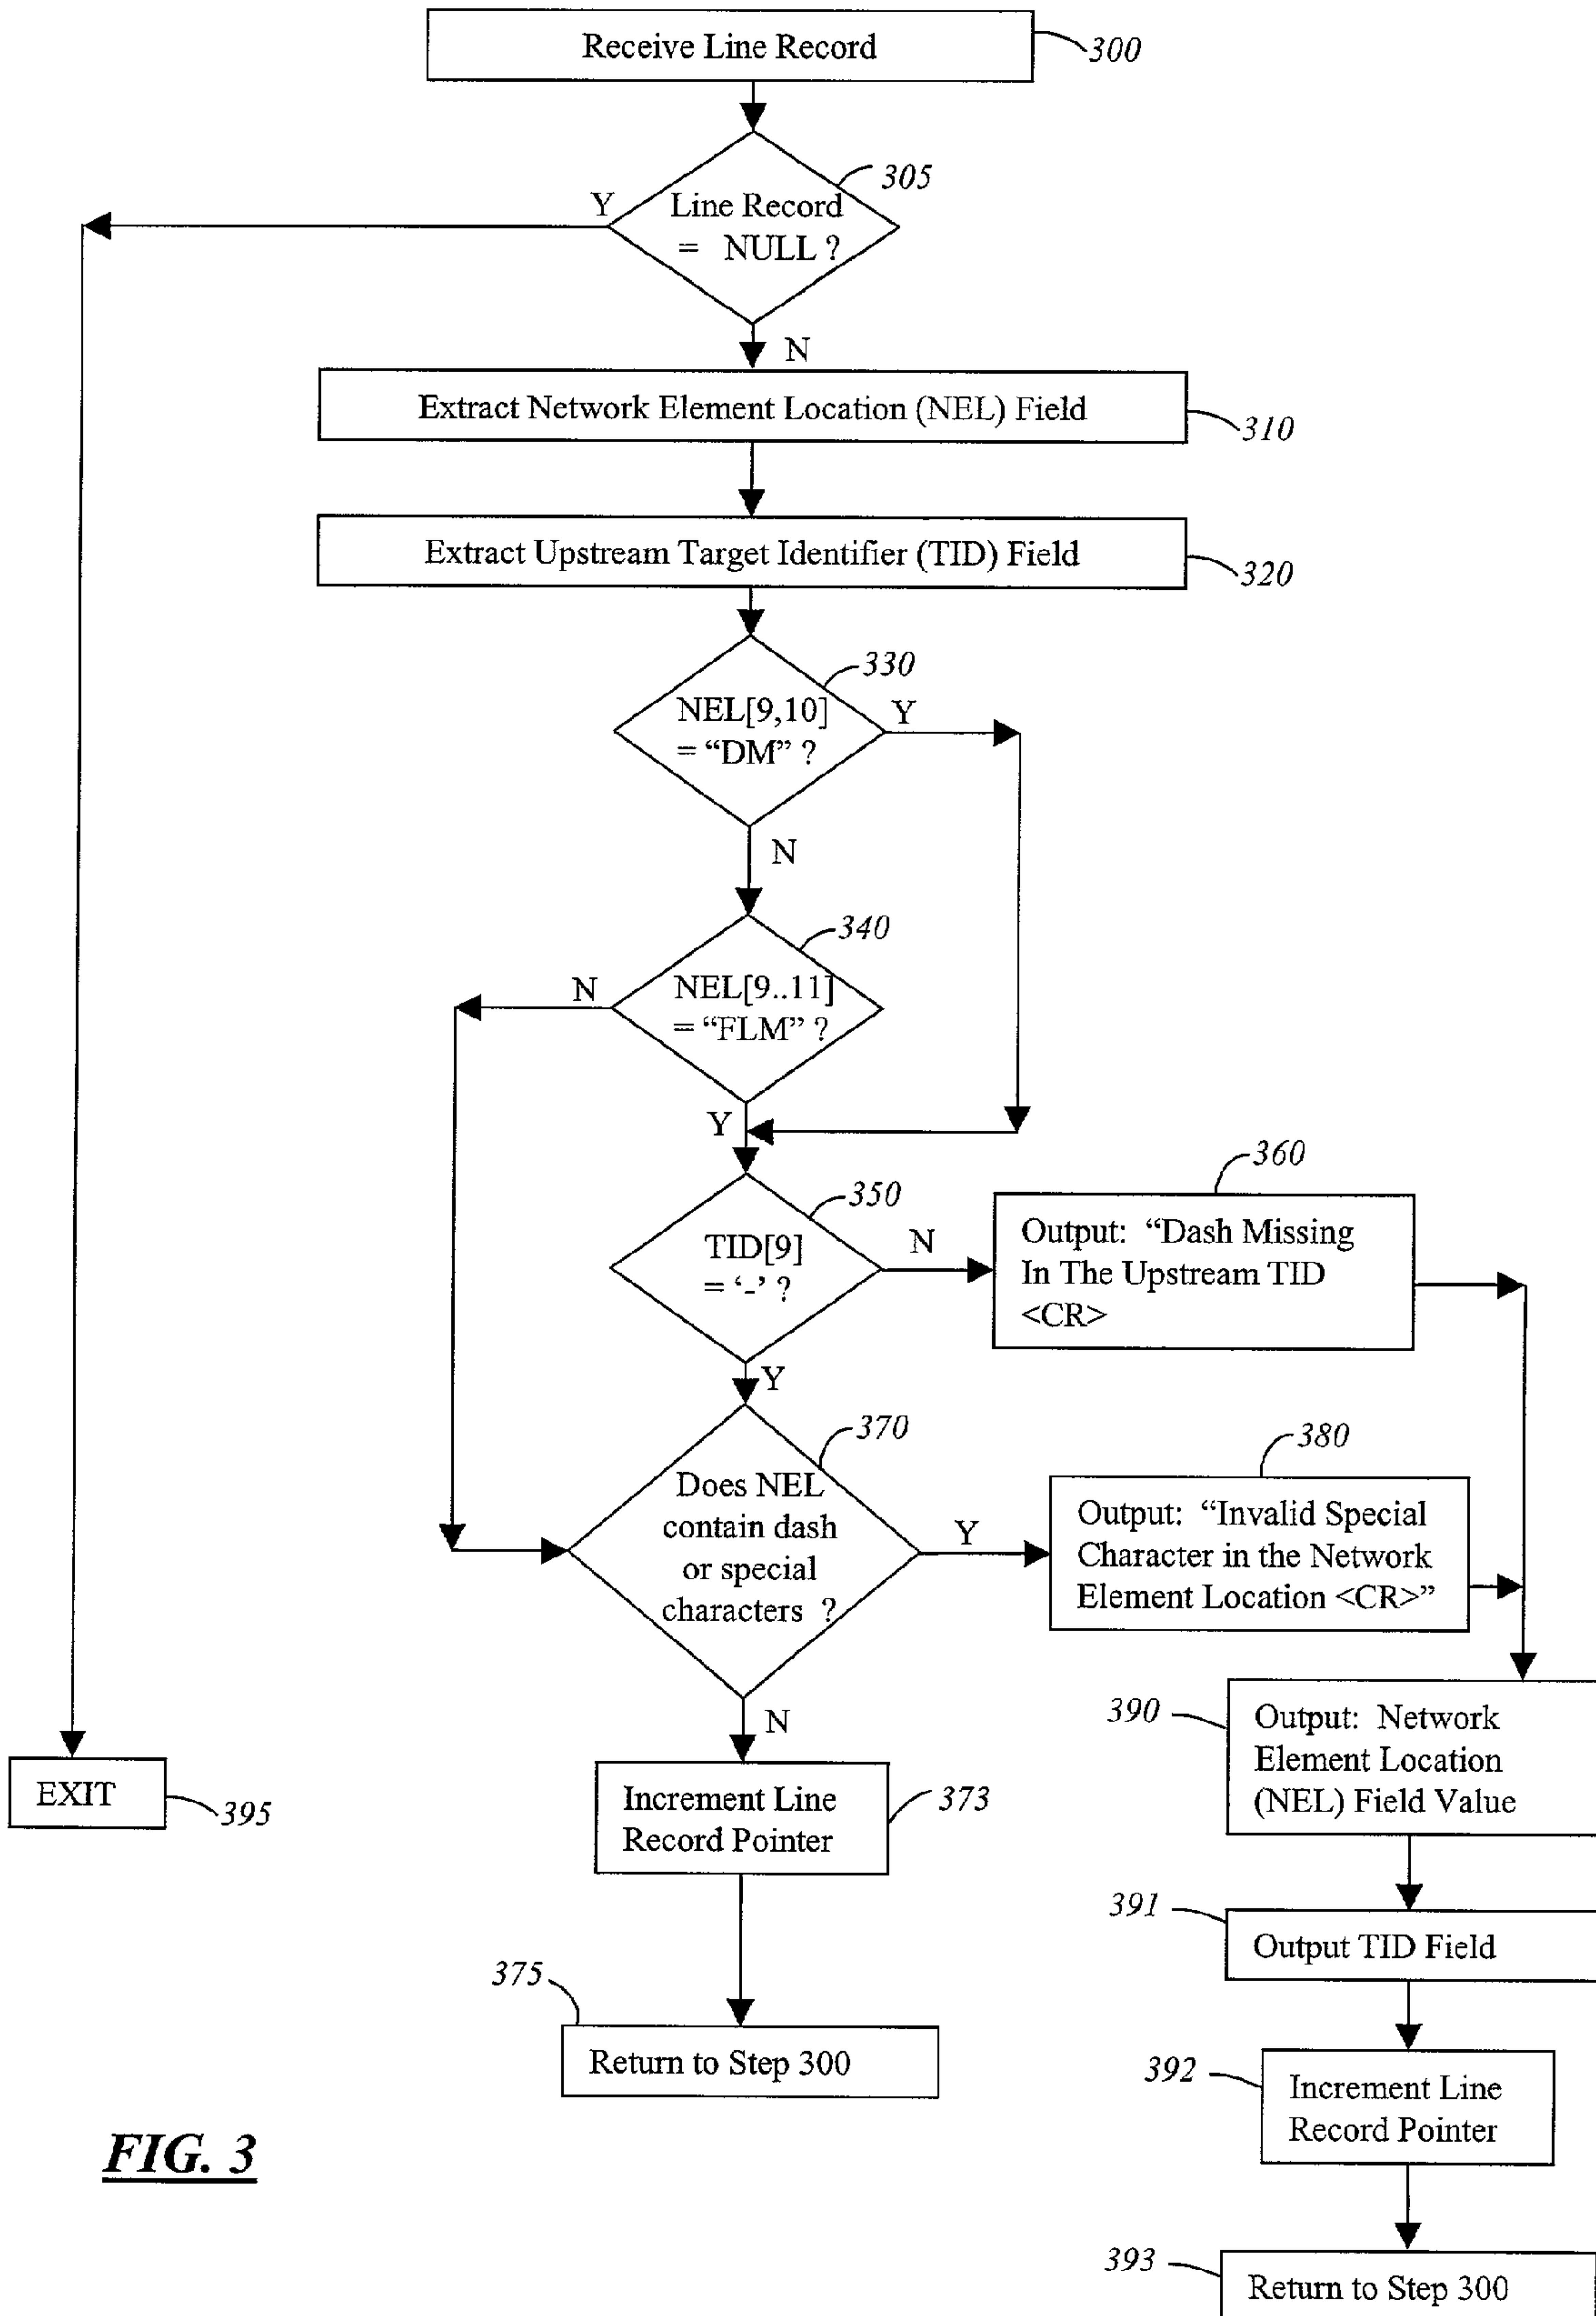 Receive Line Record
300
305
Y
Line Record
= NULL ?
N
Extract Network Element Location (NEL) Field
310
Extract Upstream Target Identifier (TID) Field
320
330
NEL[9,10]
= “DM” ?
Y
N
340
N
NEL[9..11]
= “FLM” ?
Y
350
TID[9]
= ‘-’ ?
N
360
Output: “Dash Missing
In The Upstream TID
<CR>
Y
370
Does NEL
contain dash
or special
characters ?
Y
380
Output: “Invalid Special
Character in the Network
Element Location <CR>”
N
390
Output: Network
Element Location
(NEL) Field Value
EXIT
395
Increment Line
Record Pointer
373
391
Output TID Field
375
Return to Step 300
392
Increment Line
Record Pointer
FIG. 3
393
Return to Step 300